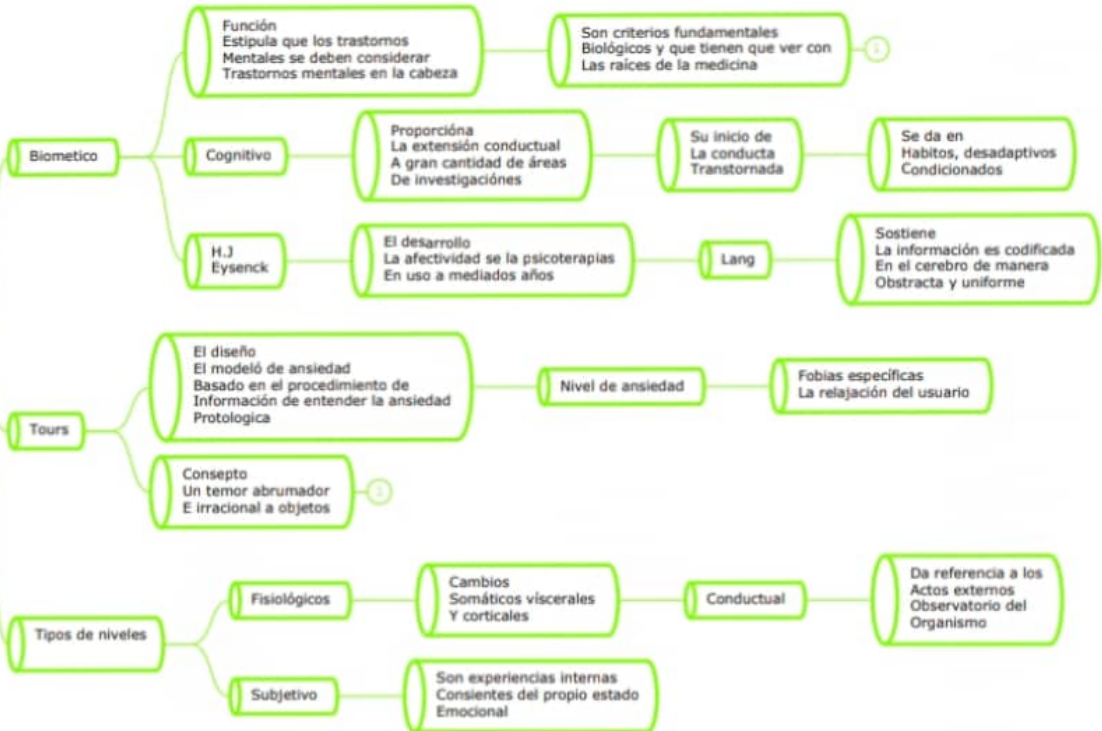 Función
Estipula que los trastornos
Mentales se deben considerar
Trastornos mentales en la cabeza
Son criterios fundamentales
Biológicos y que tienen que ver con
Las raíces de la medicina
1
Biometico
Cognitivo
Proporcióna
La extensión conductual
A gran cantidad de áreas
De investigaciónes
Su inicio de
La conducta
Transtornada
Se da en
Habitos, desadaptivos
Condicionados
H.J
Eysenck
El desarrollo
La afectividad se la psicoterapias
En uso a mediados años
Lang
Sostiene
La información es codificada
En el cerebro de manera
Obstracta y uniforme
Tours
El diseño
El modeló de ansiedad
Basado en el procedimiento de
Información de entender la ansiedad
Protologica
Nivel de ansiedad
Fobias específicas
La relajación del usuario
Consepto
Un temor abrumador
E irracional a objetos
1
Tipos de niveles
Fisiológicos
Cambios
Somáticos víscerales
Y corticales
Conductual
Da referencia a los
Actos externos
Observatorio del
Organismo
Subjetivo
Son experiencias internas
Consientes del propio estado
Emocional